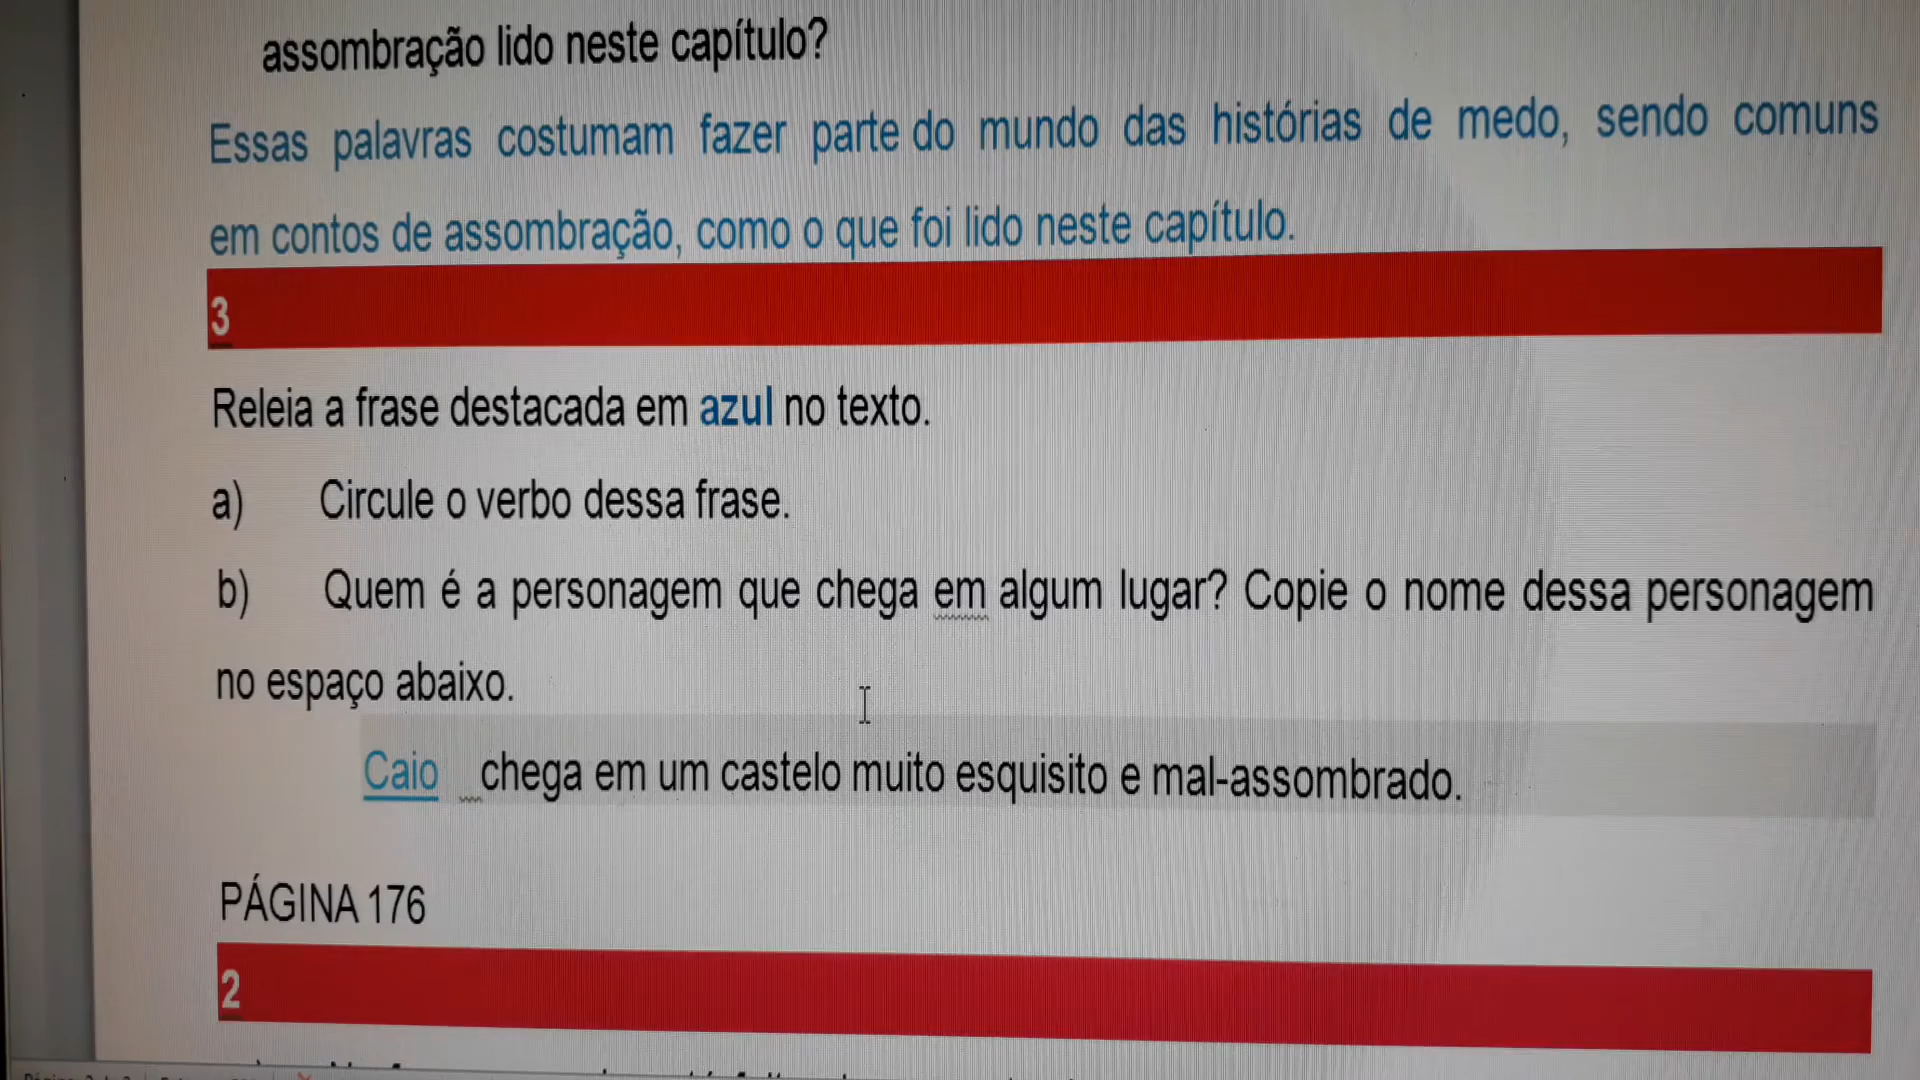 assombração lido neste capítulo?
Essas palavras costumam fazer parte do mundo das histórias de medo, sendo comuns
em contos de assombração, como o que foi lido neste capítulo.
3
Releia a frase destacada em azul no texto.
a) Circule o verbo dessa frase.
b) Quem é a personagem que chega em algum lugar? Copie o nome dessa personagem
no espaço abaixo.
Caio _chega em um castelo muito esquisito e mal-assombrado.
PÁGINA 176
2